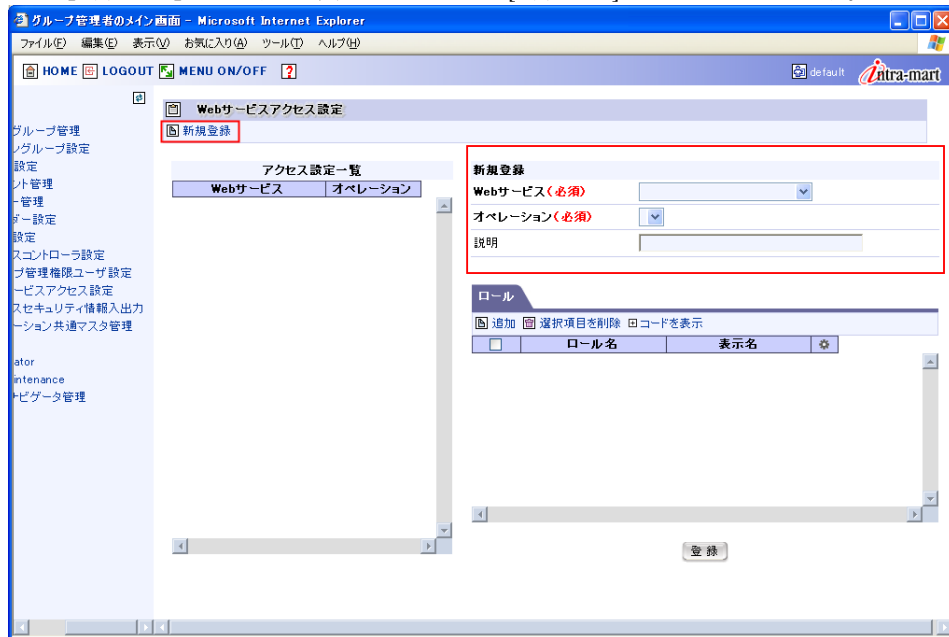 グループ管理者のメイン画面 - Microsoft Internet Explorer
ファイル(F) 編集(E) 表示(V) お気に入り(A) ツール(T) ヘルプ(H)
HOME LOGOUT MENU ON/OFF ? default intra-mart
Webサービスアクセス設定
新規登録
グループ管理
ングループ設定
設定
ント管理
ー管理
ダー設定
設定
スコントローラ設定
プ管理権限ユーザ設定
ービスアクセス設定
スセキュリティ情報入出力
ーション共通マスタ管理
ator
intenance
ナビゲータ管理
アクセス設定一覧
Webサービス オペレーション
新規登録
Webサービス(必須)
オペレーション(必須)
説明
ロール
追加 選択項目を削除 コードを表示
ロール名 表示名
登録